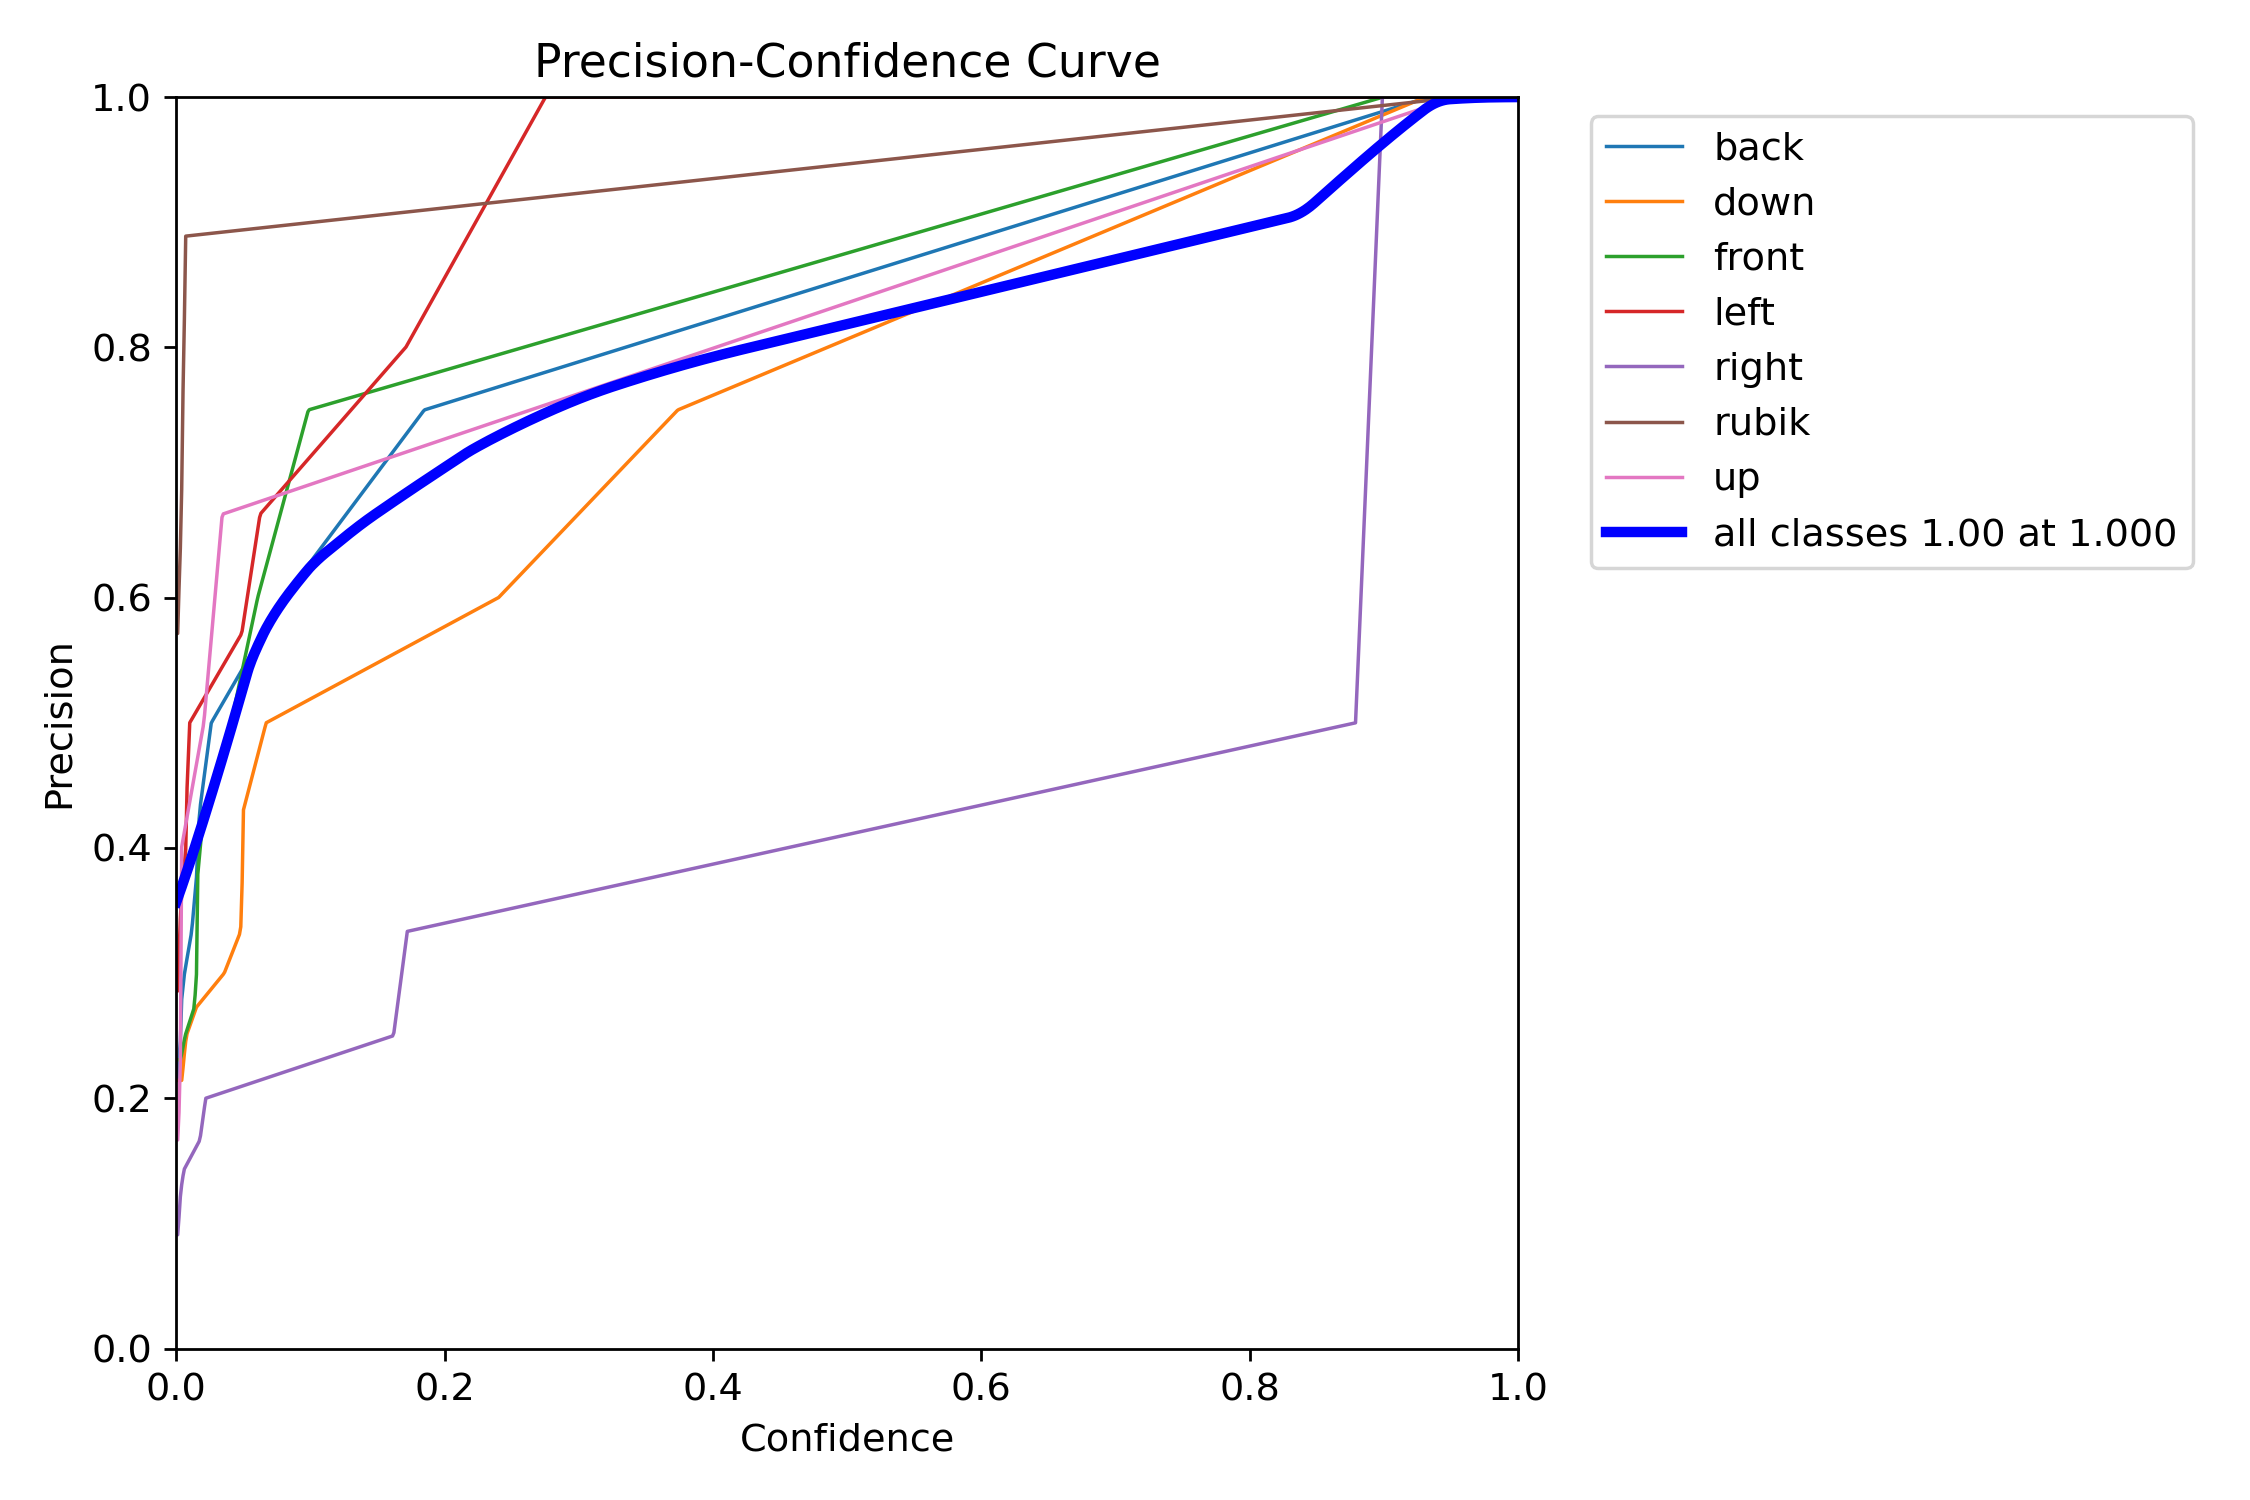 Precision-Confidence Curve
1.0
0.8
0.6
0.4
0.2
0.0
Precision
0.0 0.2 0.4 0.6 0.8 1.0
Confidence
back
down
front
left
right
rubik
up
all classes 1.00 at 1.000